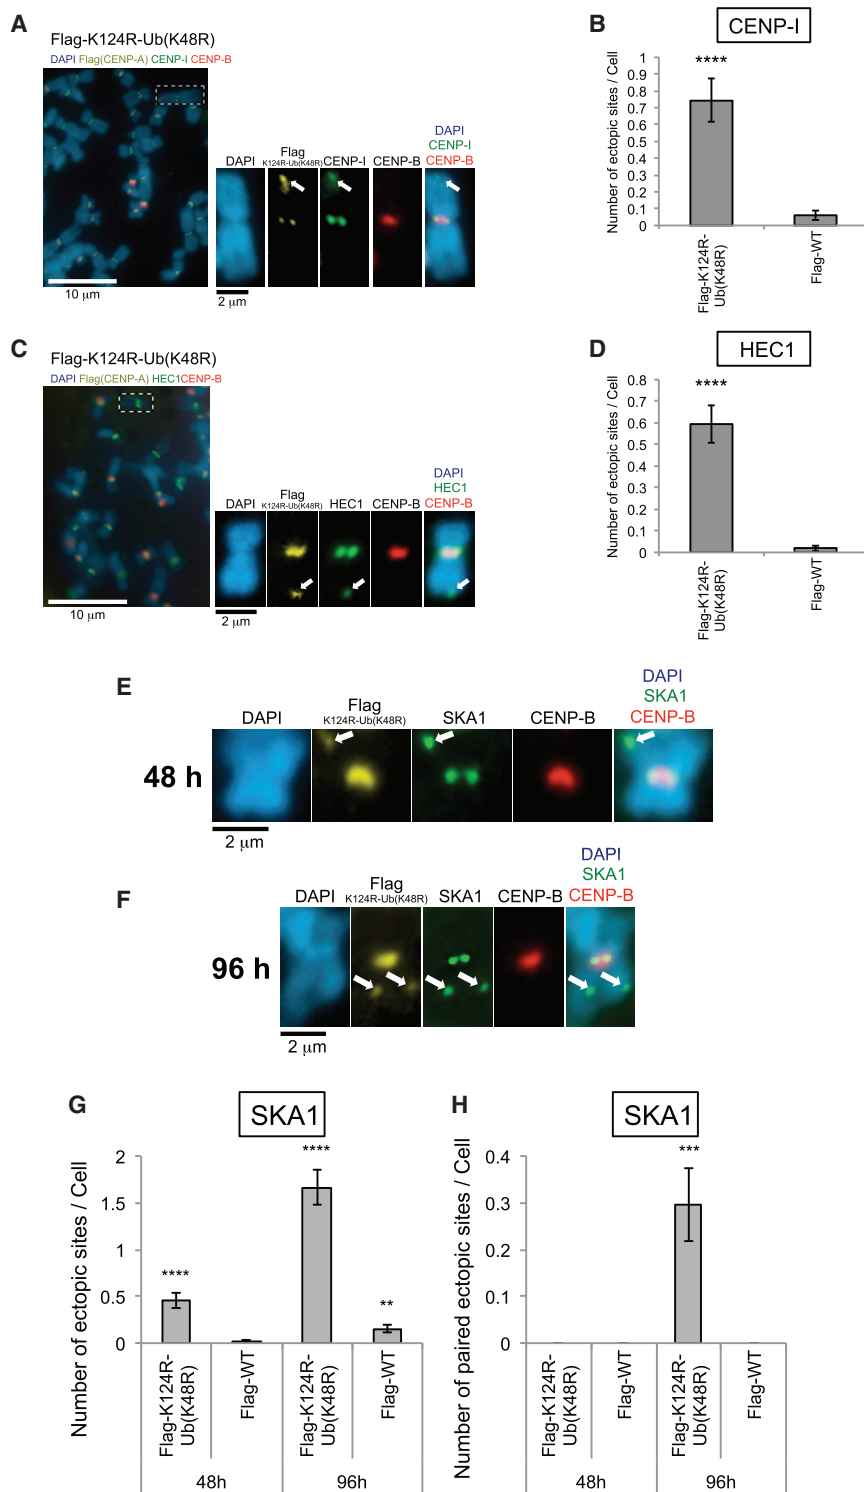 A
Flag-K124R-Ub(K48R)
DAPI Flag(CENP-A) CENP-I CENP-B
10 μm
DAPI
Flag
K124R-Ub(K48R)
CENP-I
CENP-B
DAPI
CENP-I
CENP-B
2 μm
B
CENP-I
Number of ectopic sites / Cell
1
0.9
0.8
0.7
0.6
0.5
0.4
0.3
0.2
0.1
0
****
Flag-K124R-
Ub(K48R)
Flag-WT
C
Flag-K124R-Ub(K48R)
DAPI Flag(CENP-A) HEC1 CENP-B
10 μm
DAPI
Flag
K124R-Ub(K48R)
HEC1
CENP-B
DAPI
HEC1
CENP-B
2 μm
D
HEC1
Number of ectopic sites / Cell
0.8
0.7
0.6
0.5
0.4
0.3
0.2
0.1
0
****
Flag-K124R-
Ub(K48R)
Flag-WT
E
48 h
DAPI
Flag
K124R-Ub(K48R)
SKA1
CENP-B
DAPI
SKA1
CENP-B
2 μm
F
96 h
DAPI
Flag
K124R-Ub(K48R)
SKA1
CENP-B
DAPI
SKA1
CENP-B
2 μm
G
SKA1
Number of ectopic sites / Cell
2
1.5
1
0.5
0
****
****
**
Flag-K124R-
Ub(K48R)
Flag-WT
Flag-K124R-
Ub(K48R)
Flag-WT
48h
96h
H
SKA1
Number of paired ectopic sites / Cell
0.4
0.3
0.2
0.1
0
***
Flag-K124R-
Ub(K48R)
Flag-WT
Flag-K124R-
Ub(K48R)
Flag-WT
48h
96h